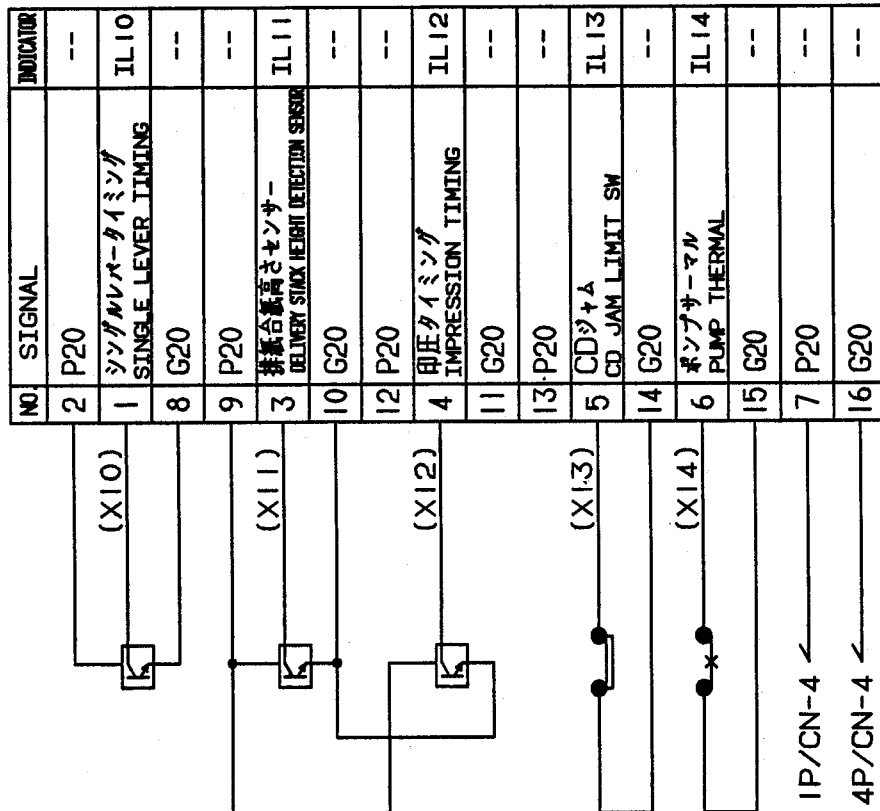 NO. SIGNAL INDICATOR
2 P20 --
(X10) 1 シングルレバータイミング IL10
SINGLE LEVER TIMING
8 G20 --
9 P20 --
(X11) 3 排紙台紙高さセンサー IL11
DELIVERY STACK HEIGHT DETECTION SENSOR
10 G20 --
12 P20 --
(X12) 4 印圧タイミング IL12
IMPRESSION TIMING
11 G20 --
13 P20 --
(X13) 5 CDジャム IL13
CD JAM LIMIT SW
14 G20 --
(X14) 6 ポンプサーマル IL14
PUMP THERMAL
15 G20 --
1P/CN-4 7 P20 --
4P/CN-4 16 G20 --